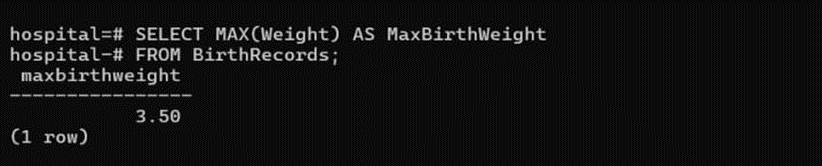 hospital=# SELECT MAX(Weight) AS MaxBirthWeight
hospital-# FROM BirthRecords;
 maxbirthweight
----------------
           3.50
(1 row)